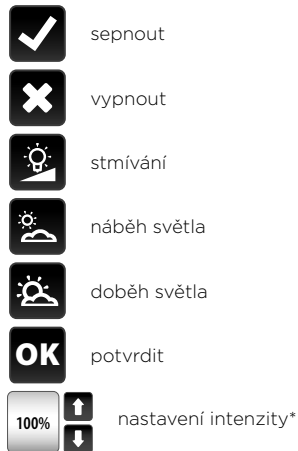 sepnout
vypnout
stmívání
náběh světla
doběh světla
OK potvrdit
100% nastavení intenzity*